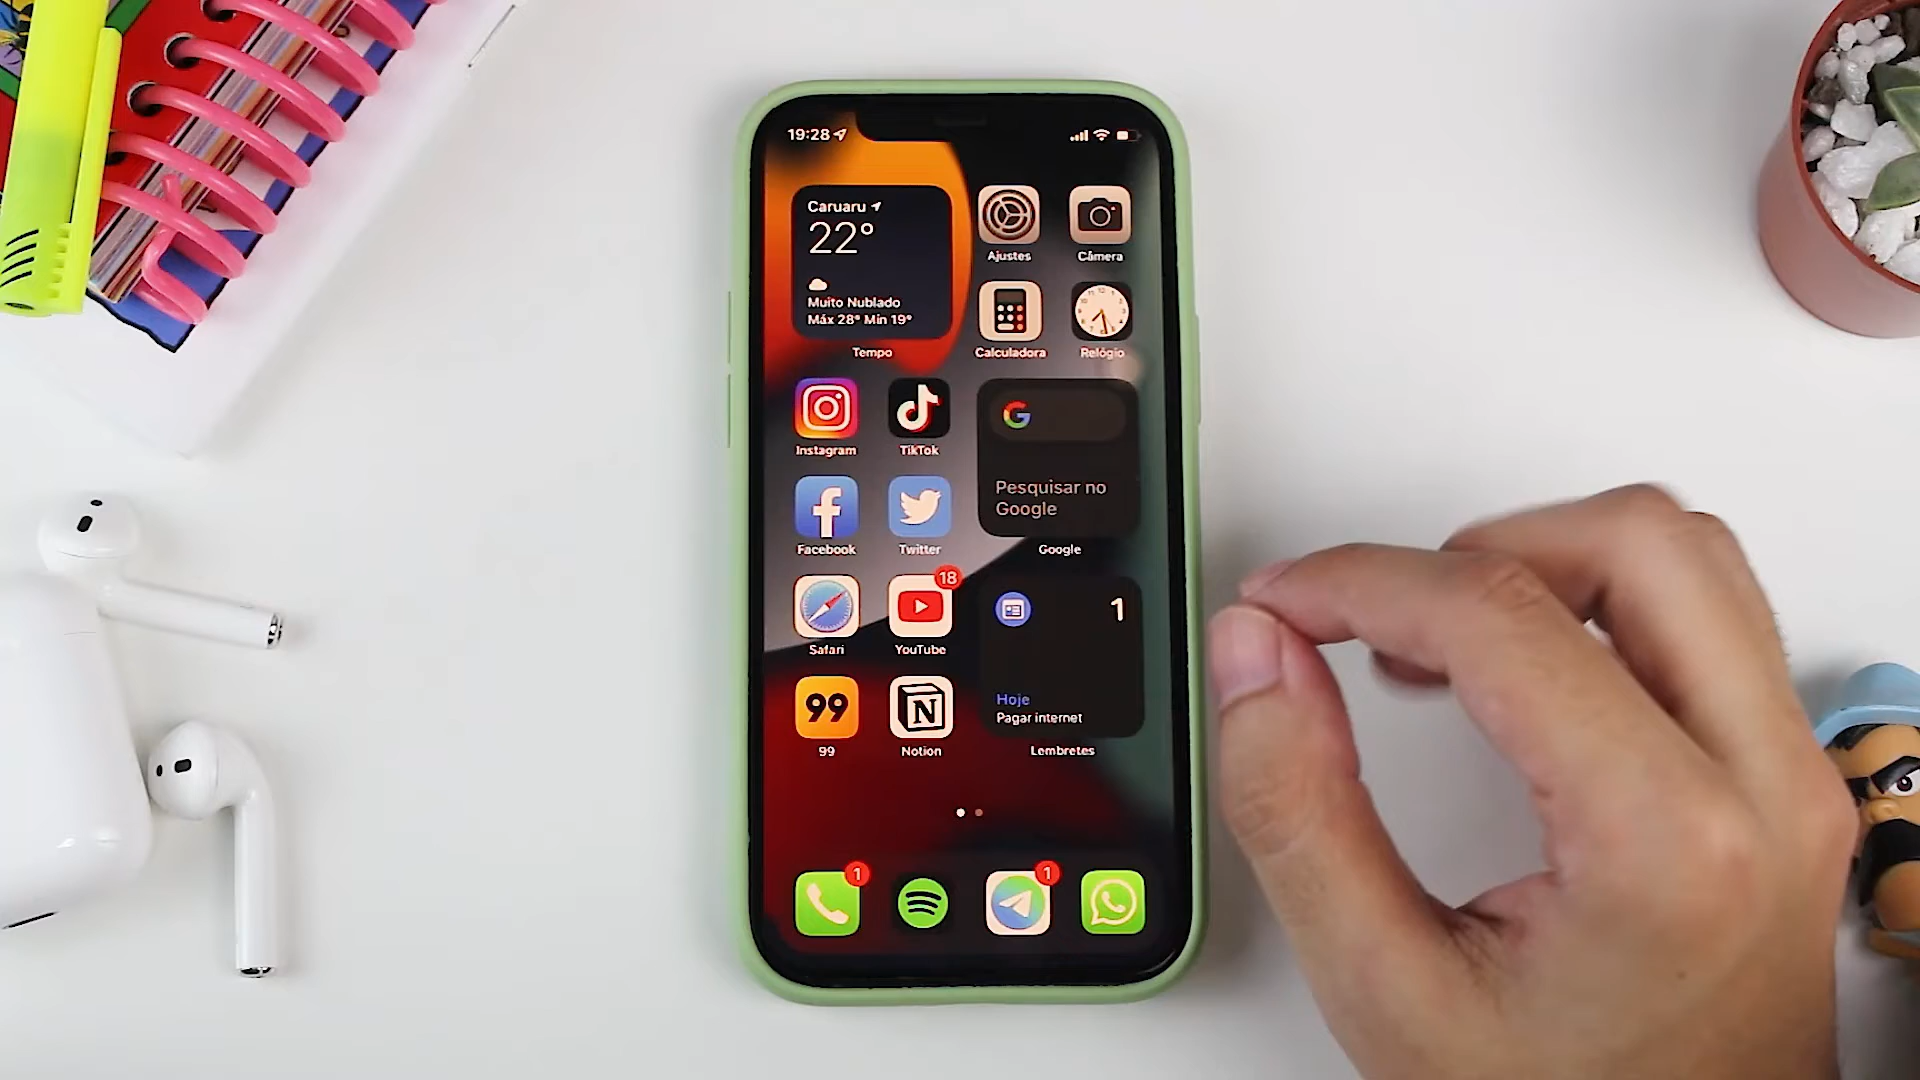 19:28
Caruaru
22°
Muito Nublado
Máx 28° Mín 19°
Tempo
Ajustes
Câmera
Calculadora
Relógio
Instagram
TikTok
G
Pesquisar no
Google
Google
f
Facebook
Twitter
18
Safari
YouTube
1
Hoje
Pagar internet
Lembretes
99
99
N
Notion
1
1